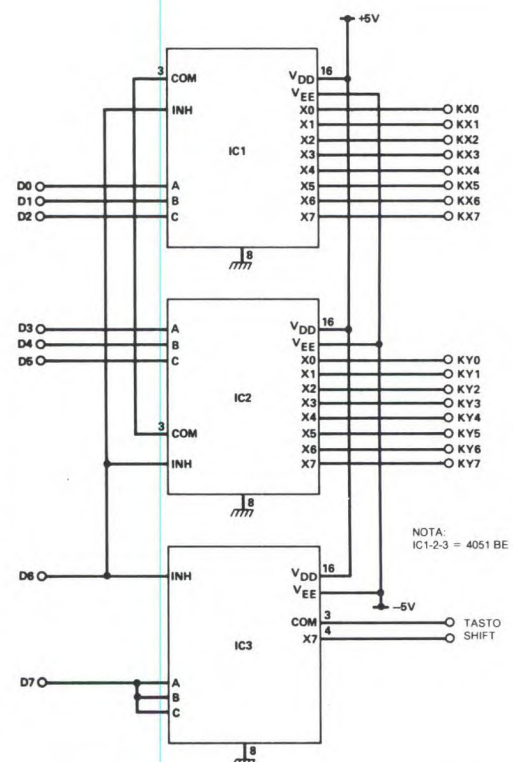 +5V
3 COM
VDD 16
VEE
INH
X0 KX0
X1 KX1
X2 KX2
IC1
X3 KX3
X4 KX4
D0 A X5 KX5
D1 B X6 KX6
D2 C X7 KX7
8
D3 A VDD 16
D4 B VEE
D5 C X0 KY0
X1 KY1
X2 KY2
IC2
X3 KY3
X4 KY4
3 COM X5 KY5
X6 KY6
INH X7 KY7
8
NOTA:
IC1-2-3 = 4051 BE
D6 INH VDD 16
VEE
–5V
COM 3 TASTO
X7 4 SHIFT
IC3
D7 A
B
C
8